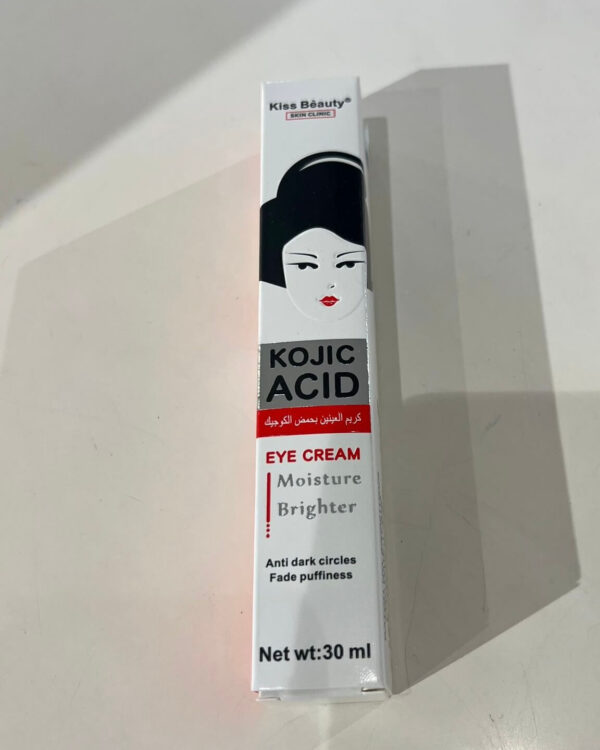 Kiss Bèauty®
SKIN CLINIC
KOJIC
ACID
كريم العينين بحمض الكوجيك
EYE CREAM
Moisture
Brighter
Anti dark circles
Fade puffiness
Net wt:30 ml